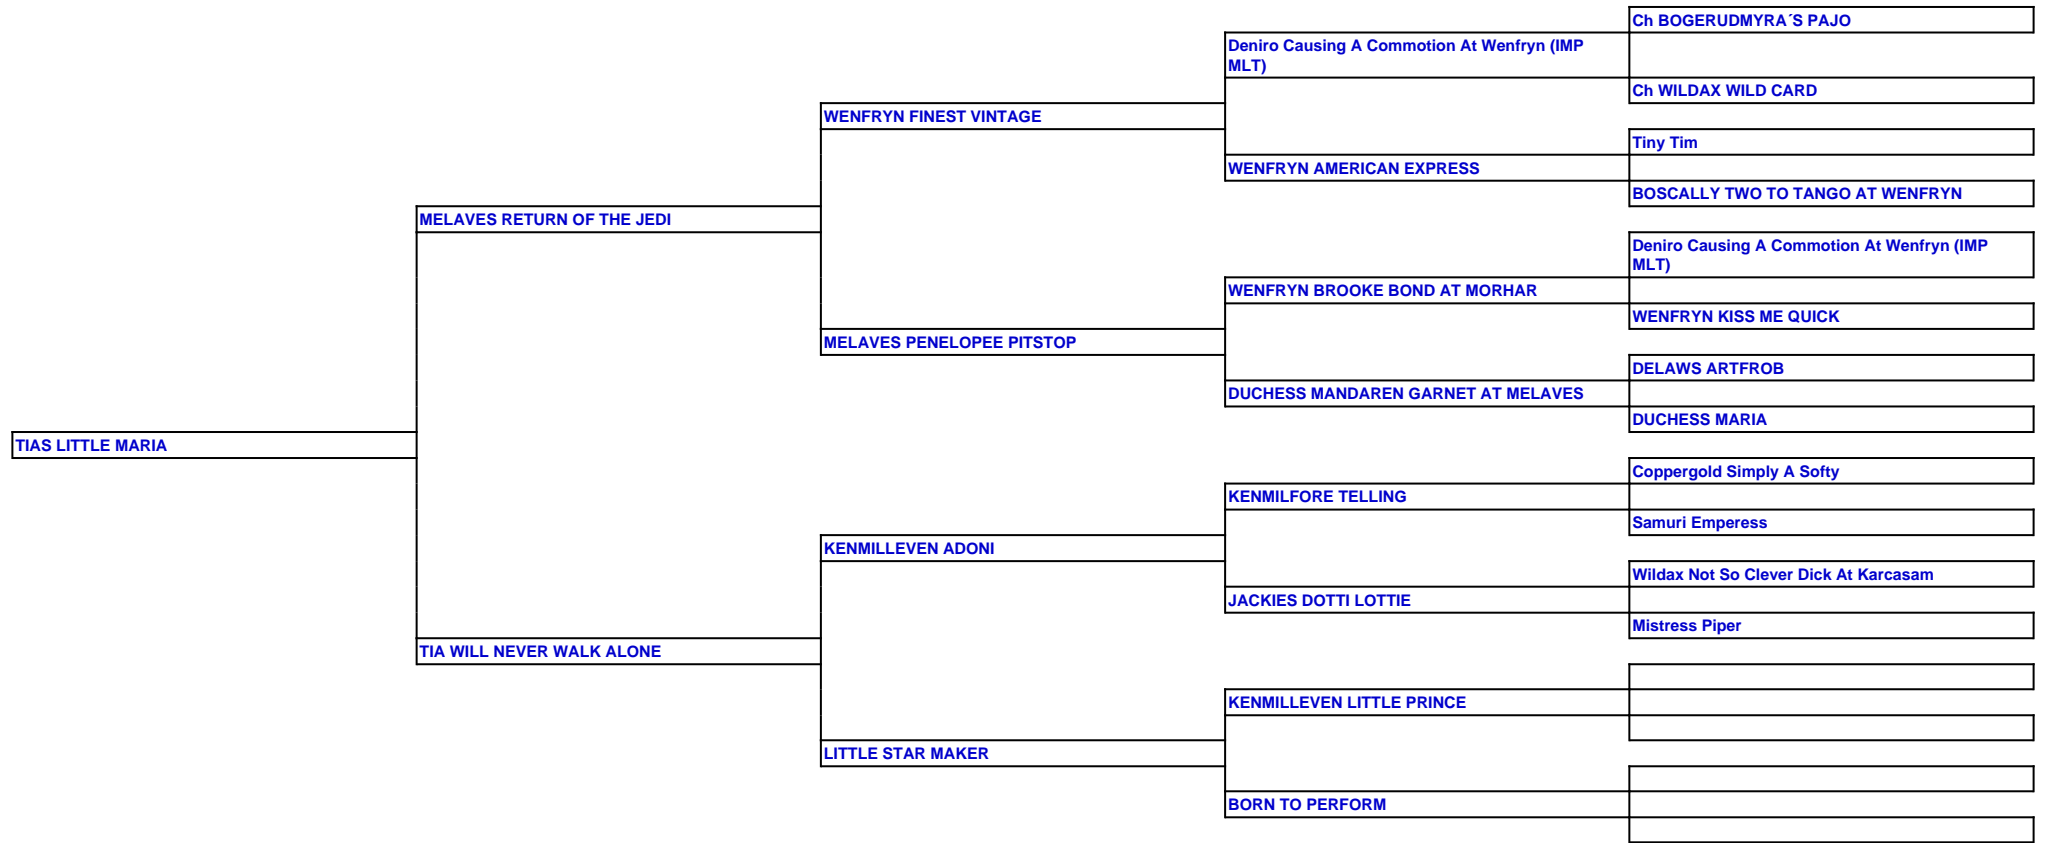 Ch BOGERUDMYRA´S PAJO
Deniro Causing A Commotion At Wenfryn (IMP
MLT)
Ch WILDAX WILD CARD
WENFRYN FINEST VINTAGE
Tiny Tim
WENFRYN AMERICAN EXPRESS
BOSCALLY TWO TO TANGO AT WENFRYN
MELAVES RETURN OF THE JEDI
Deniro Causing A Commotion At Wenfryn (IMP
MLT)
WENFRYN BROOKE BOND AT MORHAR
WENFRYN KISS ME QUICK
MELAVES PENELOPEE PITSTOP
DELAWS ARTFROB
DUCHESS MANDAREN GARNET AT MELAVES
DUCHESS MARIA
TIAS LITTLE MARIA
Coppergold Simply A Softy
KENMILFORE TELLING
Samuri Emperess
KENMILLEVEN ADONI
Wildax Not So Clever Dick At Karcasam
JACKIES DOTTI LOTTIE
Mistress Piper
TIA WILL NEVER WALK ALONE
KENMILLEVEN LITTLE PRINCE
LITTLE STAR MAKER
BORN TO PERFORM